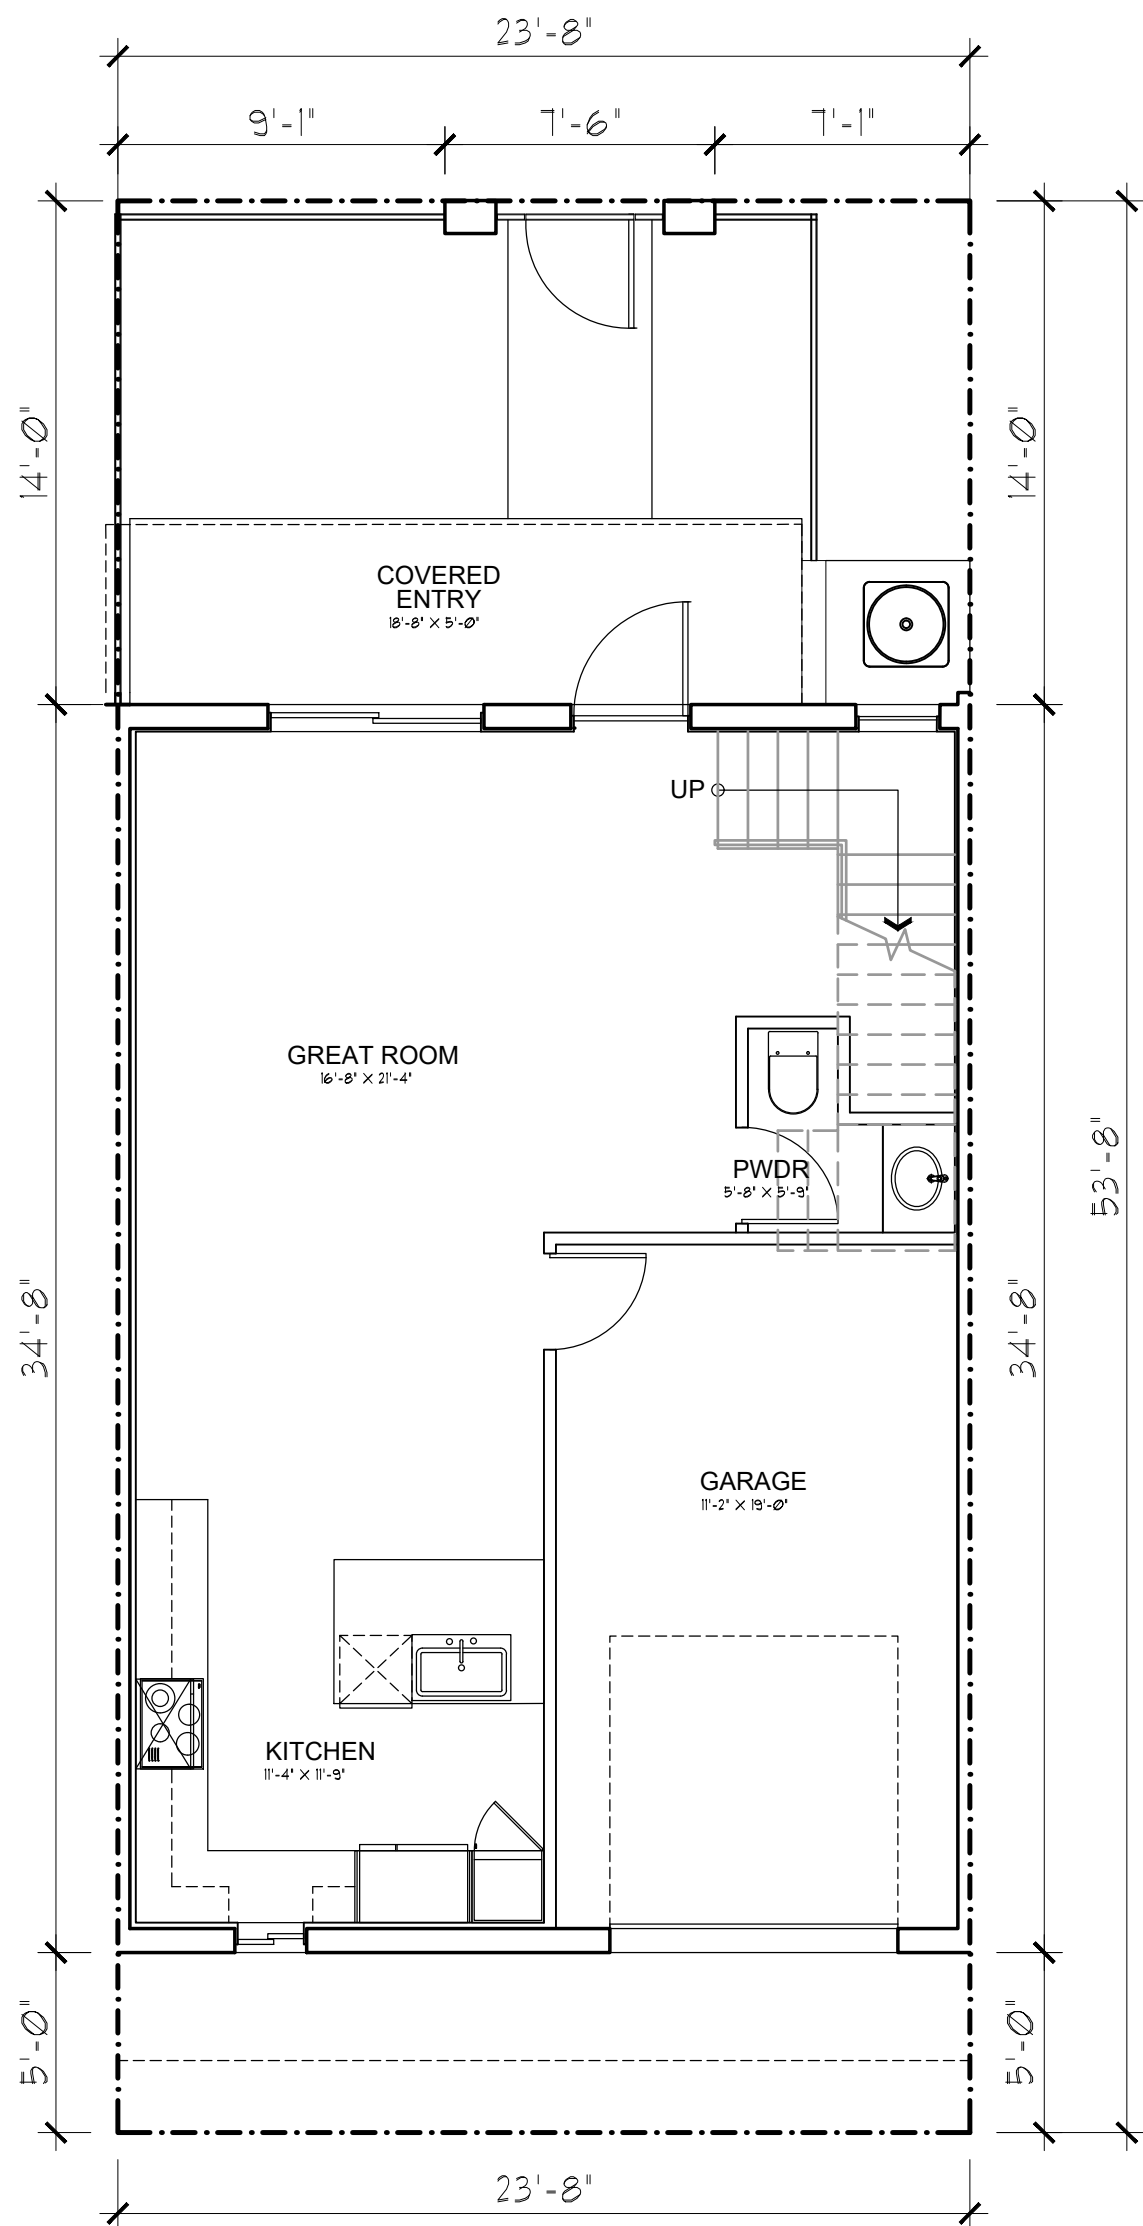 23'-8"
9'-1"
7'-6"
7'-1"
14'-0"
14'-0"
COVERED
ENTRY
18'-8" X 5'-0"
UP
GREAT ROOM
16'-8" X 21'-4"
53'-8"
PWDR
5'-8" X 5'-9"
34'-8"
34'-8"
GARAGE
11'-2" X 19'-0"
KITCHEN
11'-4" X 11'-9"
5'-0"
5'-0"
23'-8"